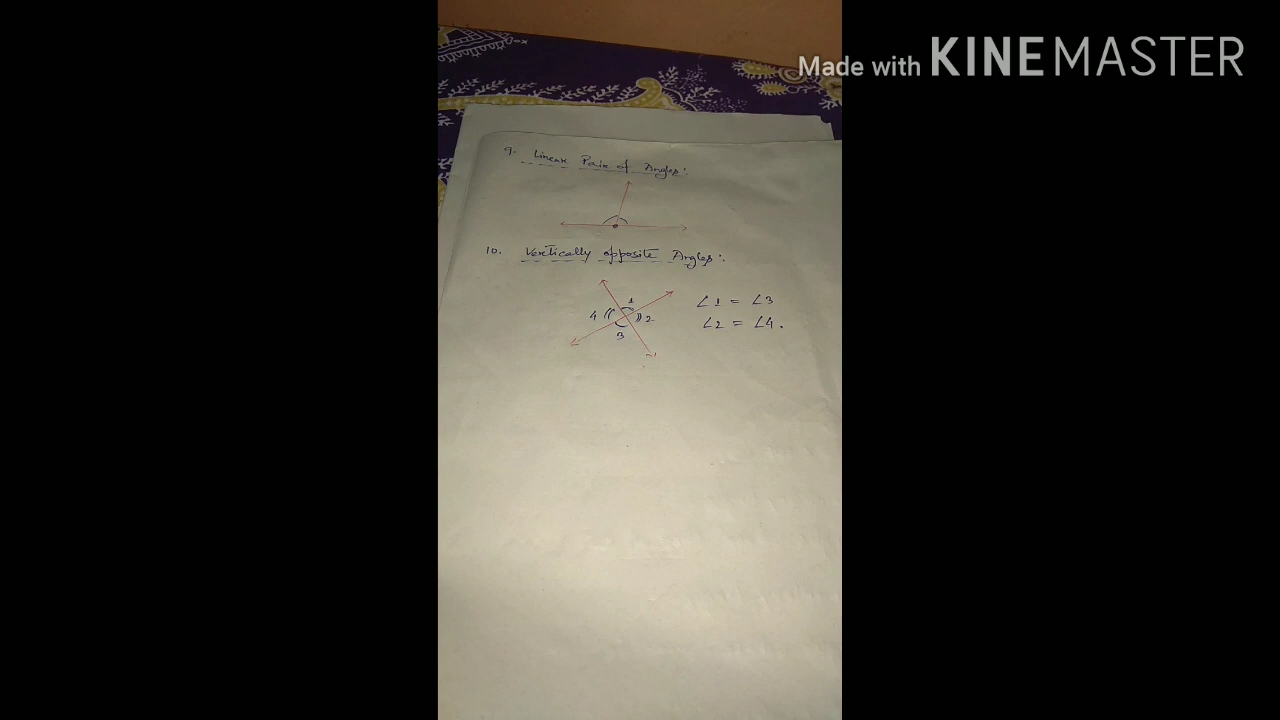 Made with KINEMASTER
9. Linear Pair of Angles:
10. Vertically opposite Angles:
1
4 2
3
∠1 = ∠3
∠2 = ∠4.